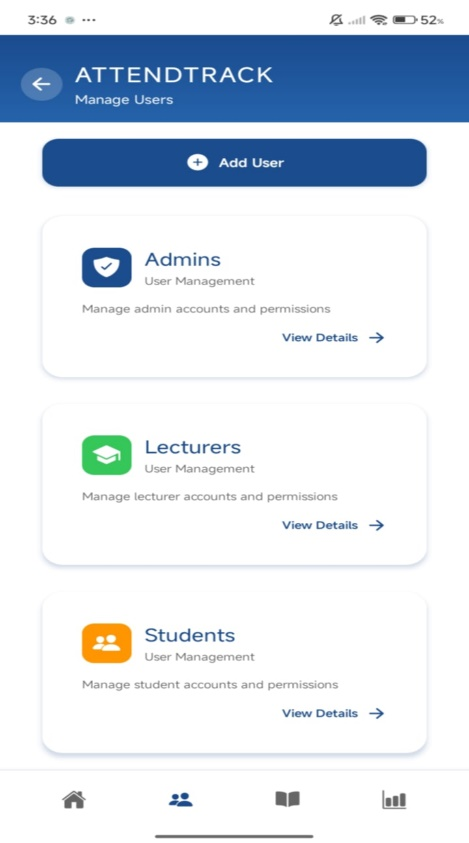 3:36
52%
ATTENDTRACK
Manage Users
Add User
Admins
User Management
Manage admin accounts and permissions
View Details
Lecturers
User Management
Manage lecturer accounts and permissions
View Details
Students
User Management
Manage student accounts and permissions
View Details